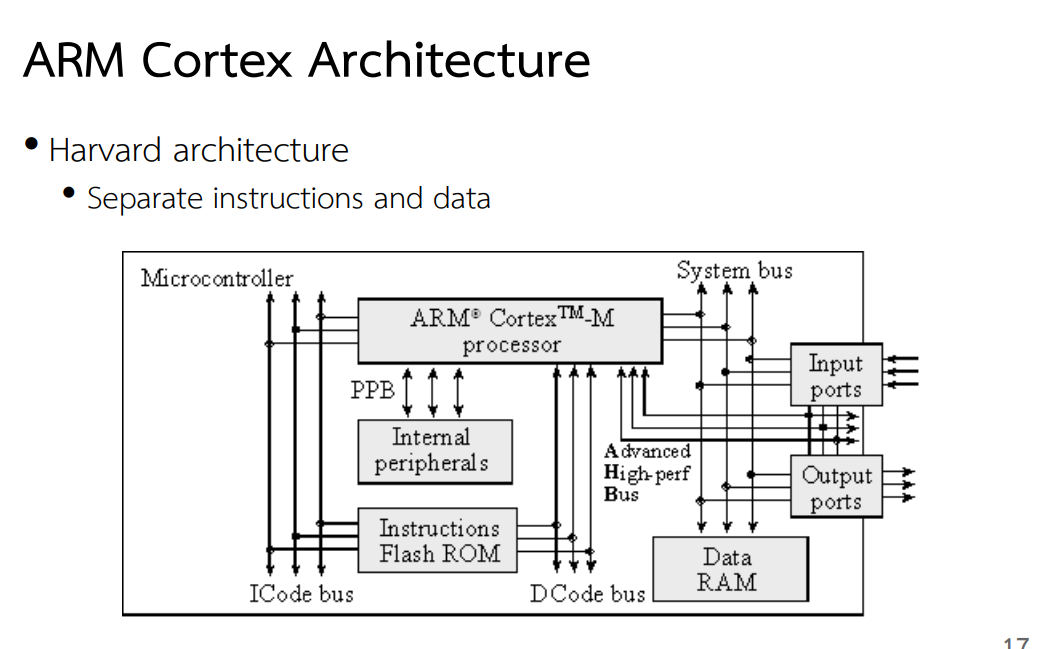 ARM Cortex Architecture
• Harvard architecture
• Separate instructions and data
Microcontroller
System bus
ARM® Cortex™-M
processor
Input
ports
PPB
Internal
peripherals
Advanced
High-perf
Bus
Output
ports
Instructions
Flash ROM
Data
RAM
ICode bus
DCode bus
17